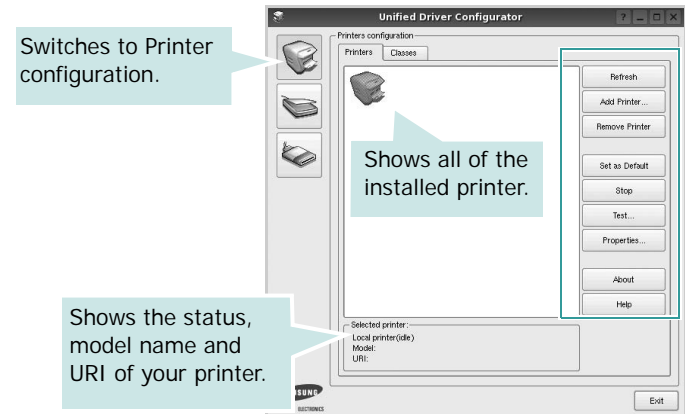 Unified Driver Configurator
Switches to Printer
configuration.
Printers configuration
Printers Classes
Refresh
Add Printer...
Remove Printer
Shows all of the
installed printer.
Set as Default
Stop
Test...
Properties...
About
Help
Shows the status,
model name and
URI of your printer.
Selected printer:
Local printer(idle)
Model:
URI:
ELECTRONICS
Exit